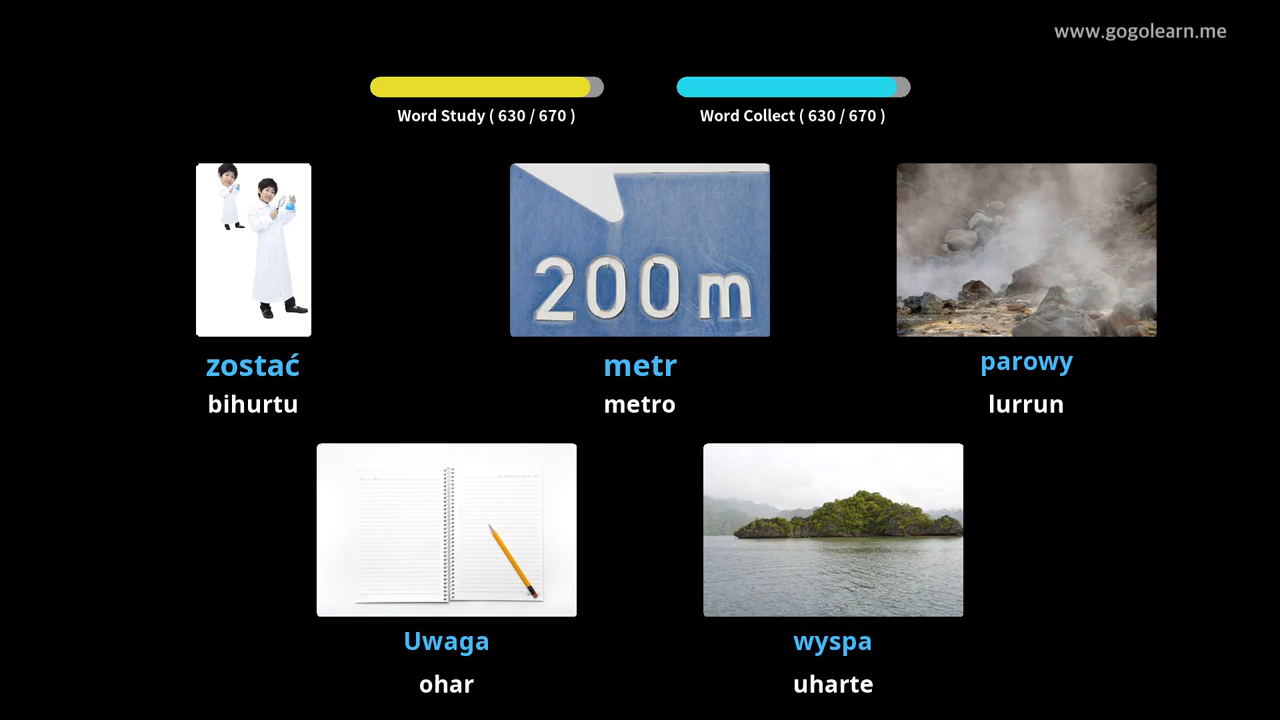 www.gogolearn.me
Word Study ( 630 / 670 )
Word Collect ( 630 / 670 )
200 m
zostać
bihurtu
metr
metro
parowy
lurrun
Uwaga
ohar
wyspa
uharte